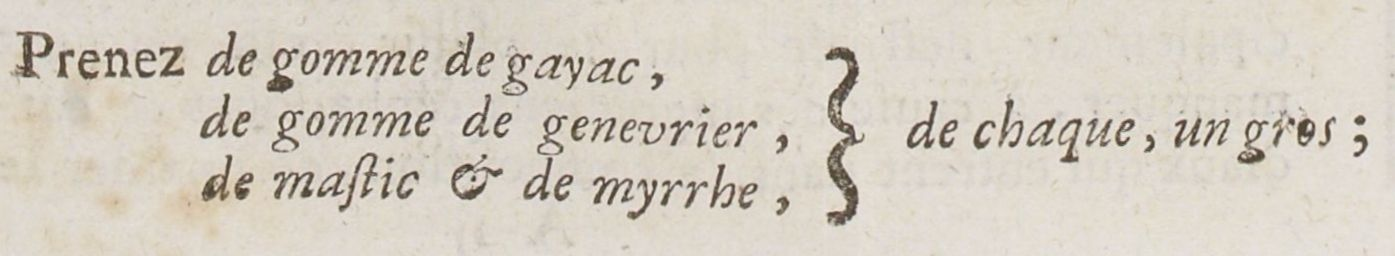 Prenez de gomme de gayac,
de gomme de genevrier, } de chaque, un gros;
de maſtic & de myrrhe,